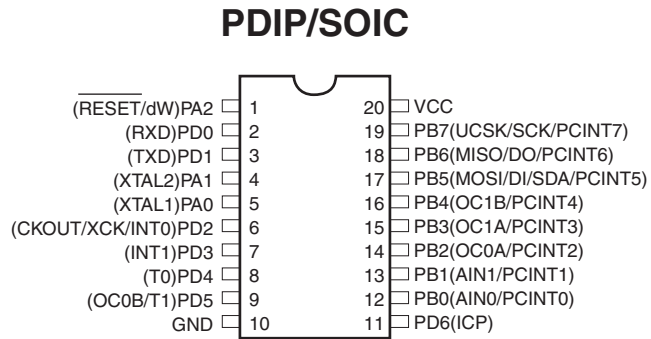 PDIP/SOIC
(RESET/dW)PA2 1 20 VCC
(RXD)PD0 2 19 PB7(UCSK/SCK/PCINT7)
(TXD)PD1 3 18 PB6(MISO/DO/PCINT6)
(XTAL2)PA1 4 17 PB5(MOSI/DI/SDA/PCINT5)
(XTAL1)PA0 5 16 PB4(OC1B/PCINT4)
(CKOUT/XCK/INT0)PD2 6 15 PB3(OC1A/PCINT3)
(INT1)PD3 7 14 PB2(OC0A/PCINT2)
(T0)PD4 8 13 PB1(AIN1/PCINT1)
(OC0B/T1)PD5 9 12 PB0(AIN0/PCINT0)
GND 10 11 PD6(ICP)